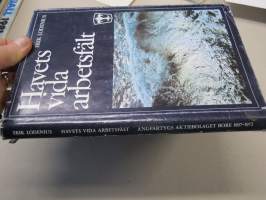 ERIK LODENIUS
Havets
vida
arbetsfält
ERIK LODENIUS HAVETS VIDA ARBETSFÄLT ÅNGFARTYGS AKTIEBOLAGET BORE 1897-1972